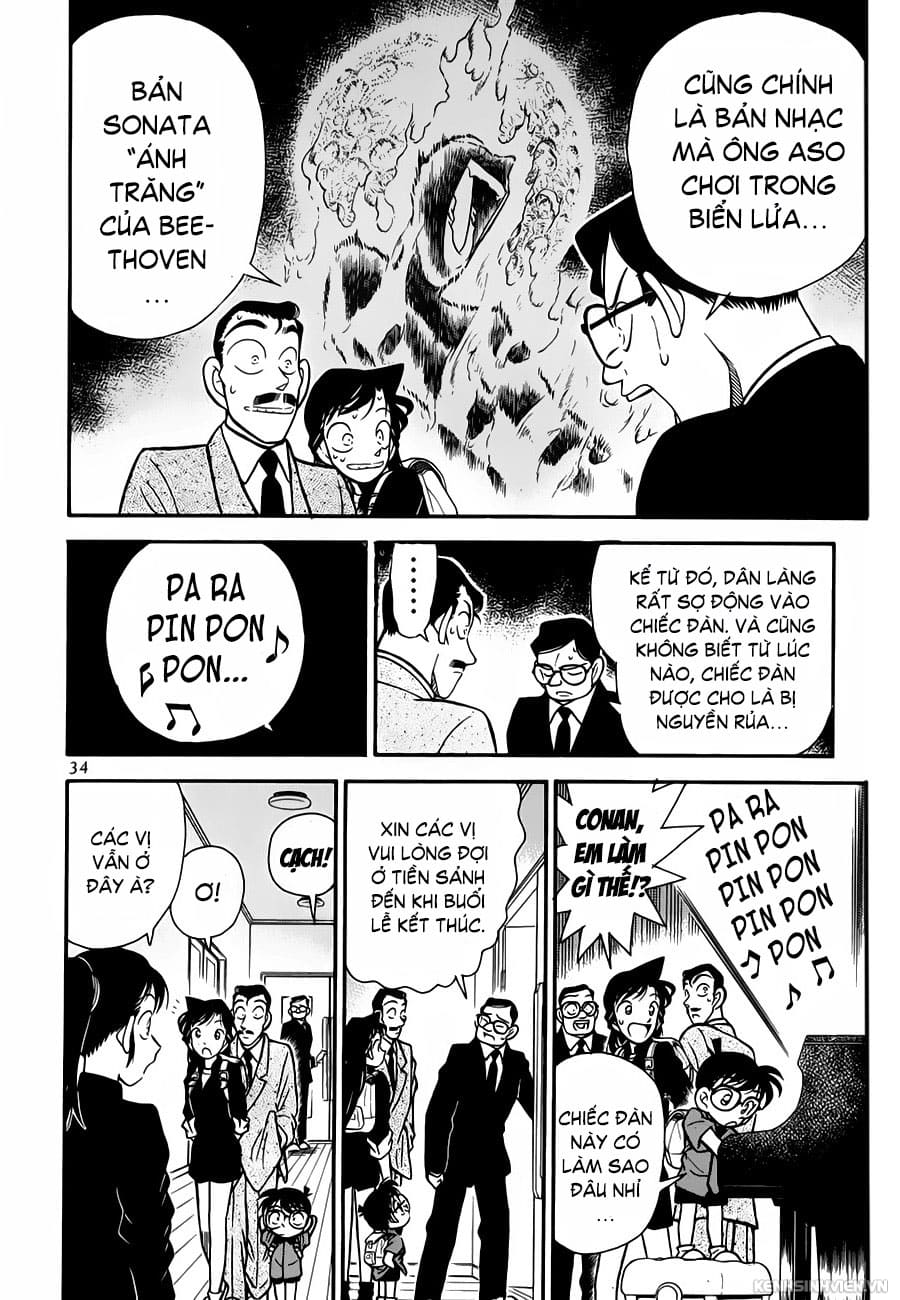 CŨNG CHÍNH
LÀ BẢN NHẠC
MÀ ÔNG ASO
CHƠI TRONG
BIỂN LỬA...
BẢN
SONATA
"ÁNH
TRĂNG"
CỦA BEE-
THOVEN
...
KỂ TỪ ĐÓ, DÂN LÀNG
RẤT SỢ ĐỘNG VÀO
CHIẾC ĐÀN. VÀ CŨNG
KHÔNG BIẾT TỪ LÚC
NÀO, CHIẾC ĐÀN
ĐƯỢC CHO LÀ BỊ
NGUYỀN RỦA...
......
PA RA
PIN PON
PON...
34
PA RA
PIN PON
PIN PON
PIN PON
PON
CONAN,
EM LÀM
GÌ THẾ!?
CHIẾC ĐÀN
NÀY CÓ
LÀM SAO
ĐÂU NHỈ
...
XIN CÁC VỊ
VUI LÒNG ĐỢI
Ở TIỀN SẢNH
ĐẾN KHI BUỔI
LỄ KẾT THÚC.
CẠCH!
Ơ!
CÁC VỊ
VẪN Ở
ĐÂY À?
KENHSINHVIEN.VN